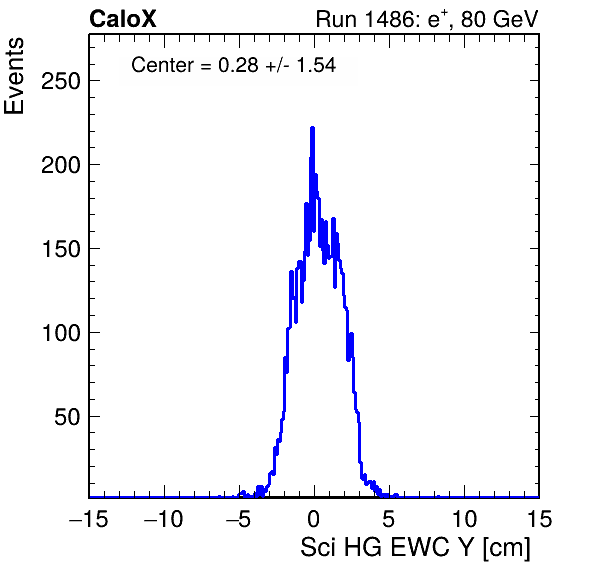 CaloX
Run 1486: e+, 80 GeV
Center = 0.28 +/- 1.54
Events
250
200
150
100
50
−15 −10 −5 0 5 10 15
Sci HG EWC Y [cm]